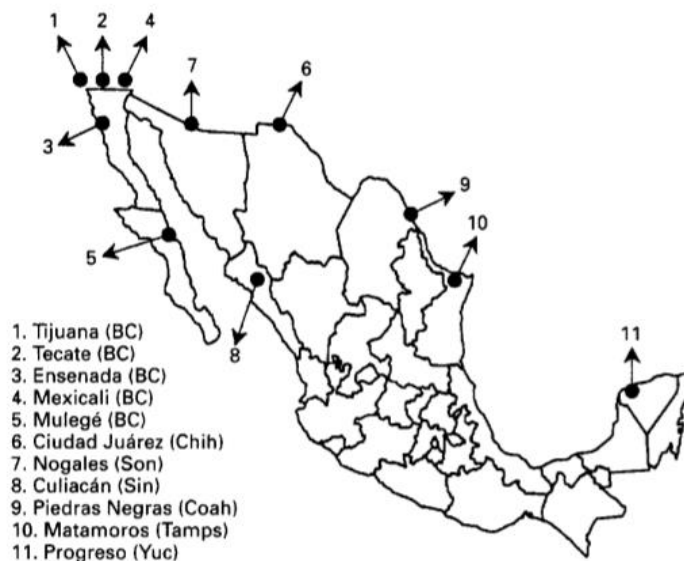 1
2
4
7
6
3
9
10
5
8
11
1. Tijuana (BC)
2. Tecate (BC)
3. Ensenada (BC)
4. Mexicali (BC)
5. Mulegé (BC)
6. Ciudad Juárez (Chih)
7. Nogales (Son)
8. Culiacán (Sin)
9. Piedras Negras (Coah)
10. Matamoros (Tamps)
11. Progreso (Yuc)